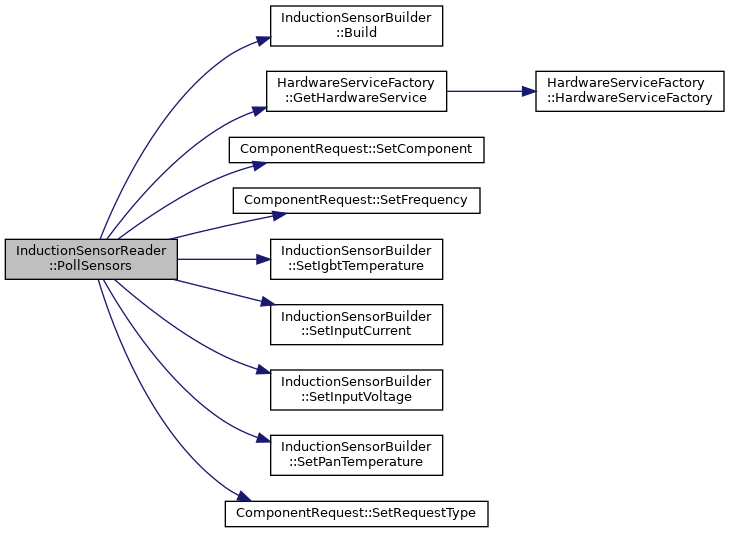 InductionSensorBuilder
::Build
HardwareServiceFactory
::GetHardwareService
HardwareServiceFactory
::HardwareServiceFactory
ComponentRequest::SetComponent
ComponentRequest::SetFrequency
InductionSensorReader
::PollSensors
InductionSensorBuilder
::SetIgbtTemperature
InductionSensorBuilder
::SetInputCurrent
InductionSensorBuilder
::SetInputVoltage
InductionSensorBuilder
::SetPanTemperature
ComponentRequest::SetRequestType